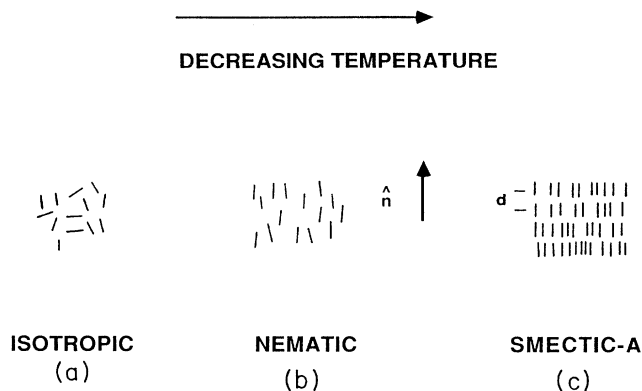 DECREASING TEMPERATURE
n̂
d
ISOTROPIC
NEMATIC
SMECTIC-A
(a)
(b)
(c)